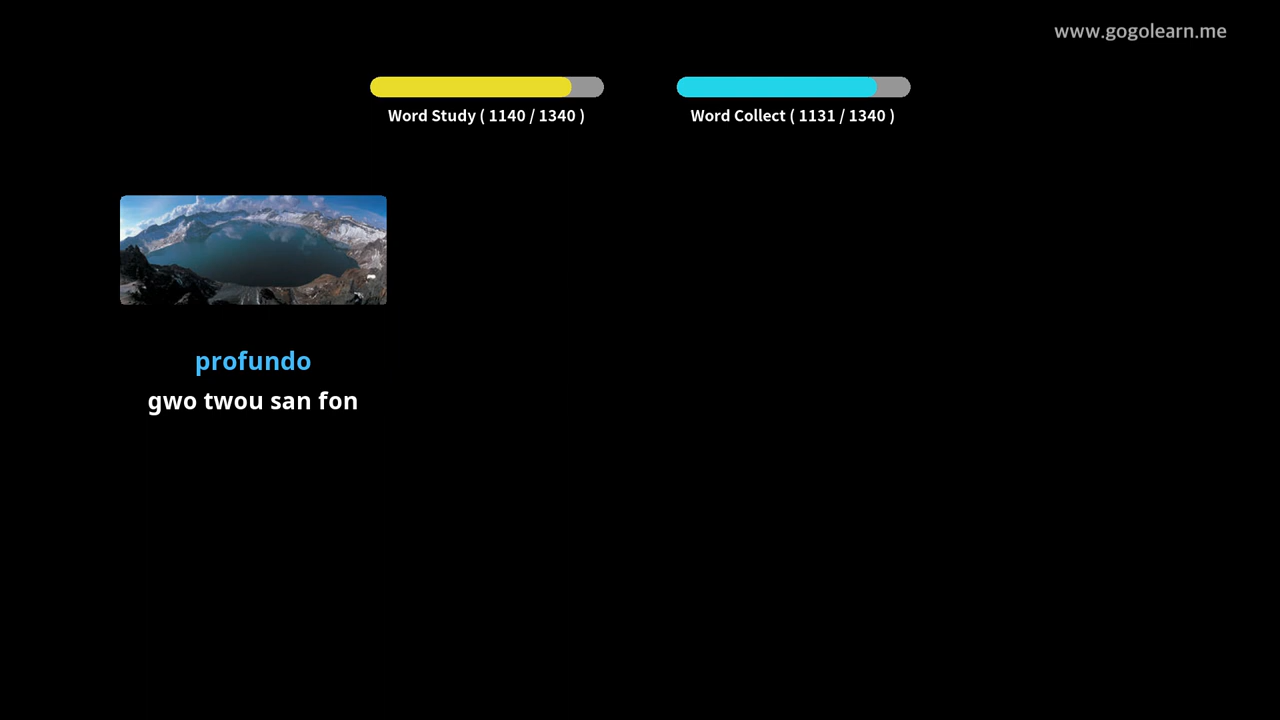 www.gogolearn.me
Word Study ( 1140 / 1340 )
Word Collect ( 1131 / 1340 )
profundo
gwo twou san fon